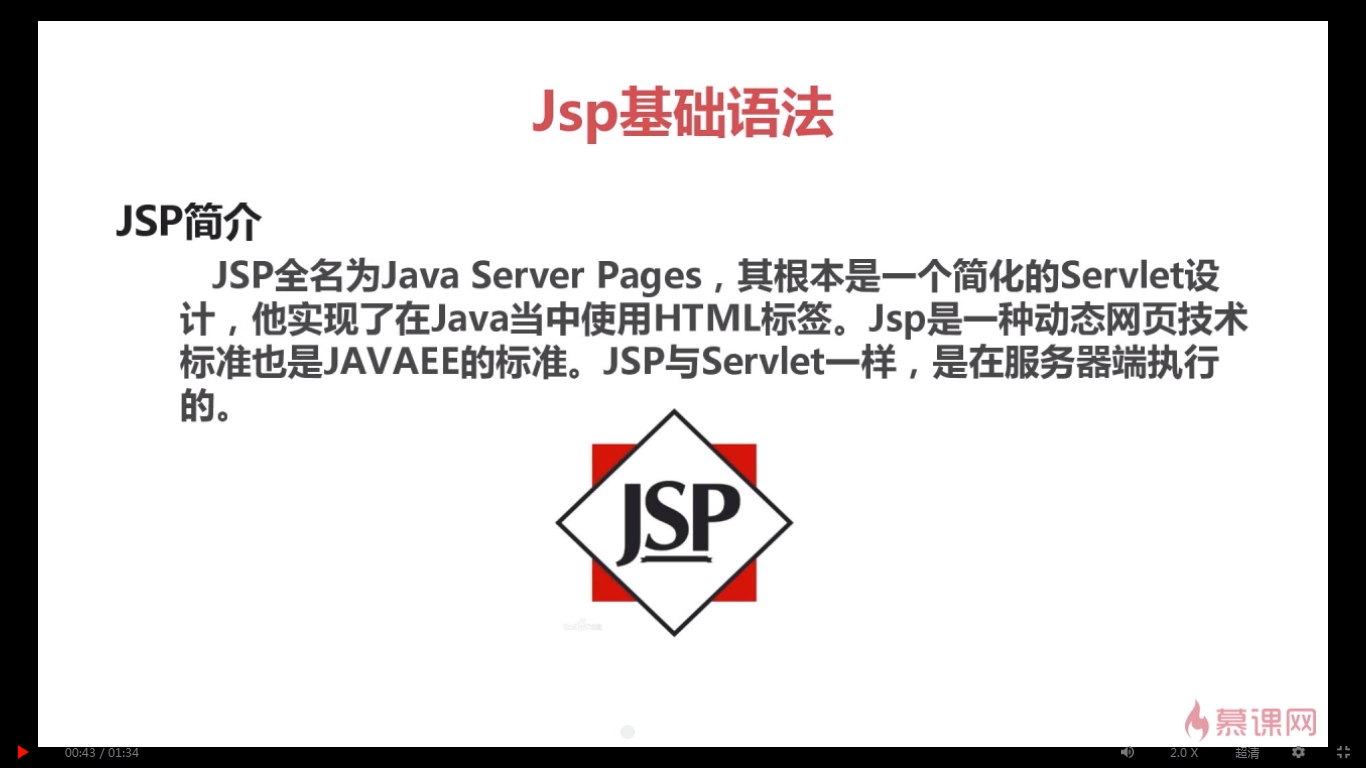 Jsp基础语法
JSP简介
JSP全名为Java Server Pages，其根本是一个简化的Servlet设
计，他实现了在Java当中使用HTML标签。Jsp是一种动态网页技术
标准也是JAVAEE的标准。JSP与Servlet一样，是在服务器端执行
的。
JSP
慕课网
00:43 / 01:34
2.0 X
超清